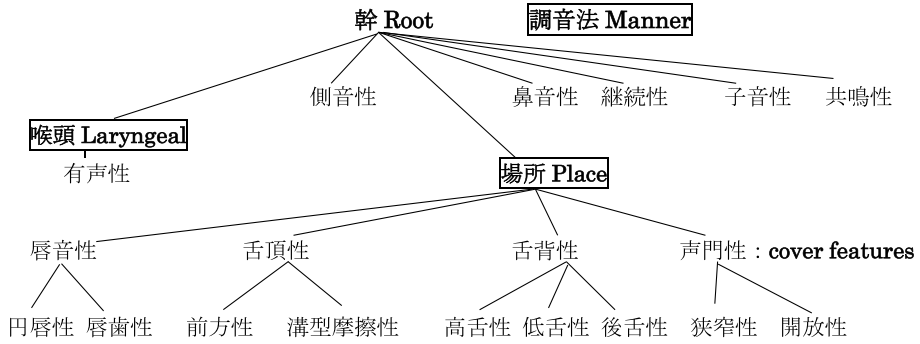 幹 Root 調音法 Manner
側音性 鼻音性 継続性 子音性 共鳴性
喉頭 Laryngeal
有声性
場所 Place
唇音性 舌頂性 舌背性 声門性：cover features
円唇性 唇歯性 前方性 溝型摩擦性 高舌性 低舌性 後舌性 狭窄性 開放性